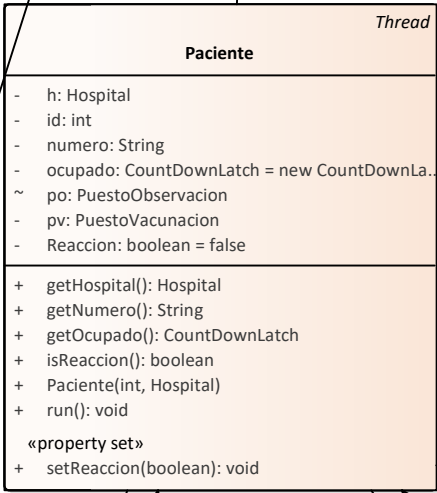 Thread
Paciente
- h: Hospital
- id: int
- numero: String
- ocupado: CountDownLatch = new CountDownLa..
~ po: PuestoObservacion
- pv: PuestoVacunacion
- Reaccion: boolean = false
+ getHospital(): Hospital
+ getNumero(): String
+ getOcupado(): CountDownLatch
+ isReaccion(): boolean
+ Paciente(int, Hospital)
+ run(): void
«property set»
+ setReaccion(boolean): void